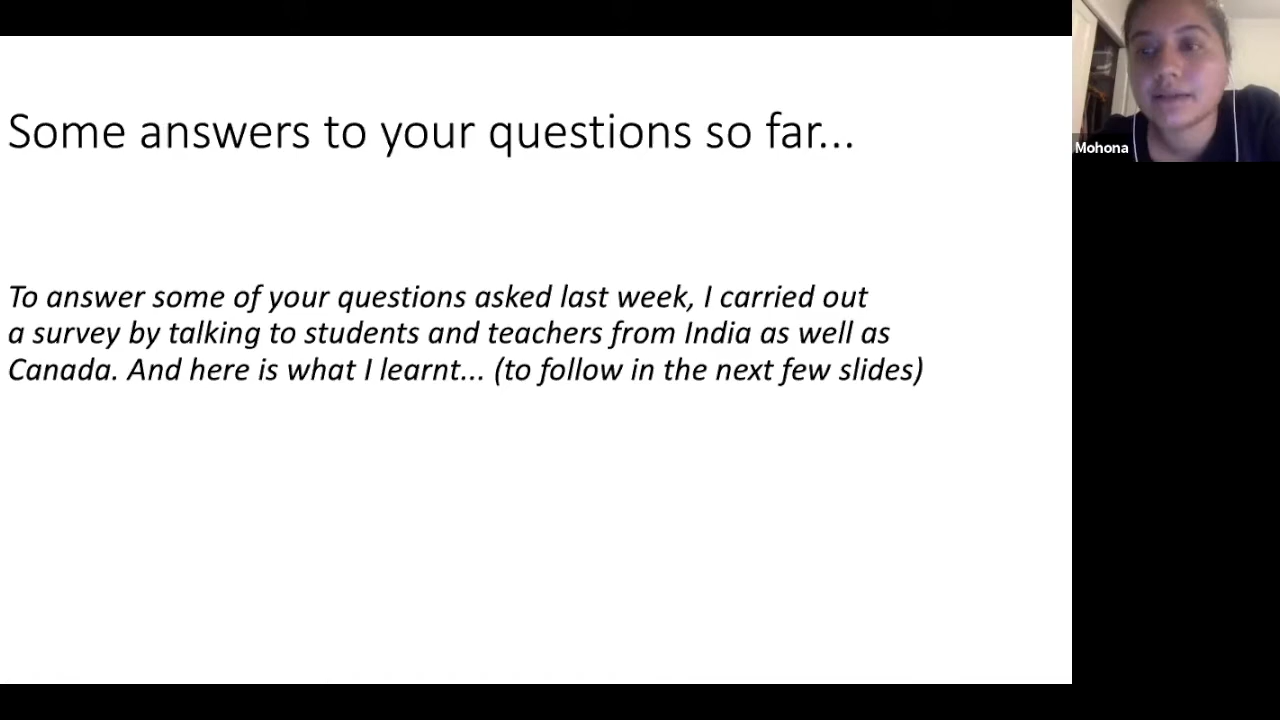 Some answers to your questions so far...
To answer some of your questions asked last week, I carried out
a survey by talking to students and teachers from India as well as
Canada. And here is what I learnt... (to follow in the next few slides)
Mohona